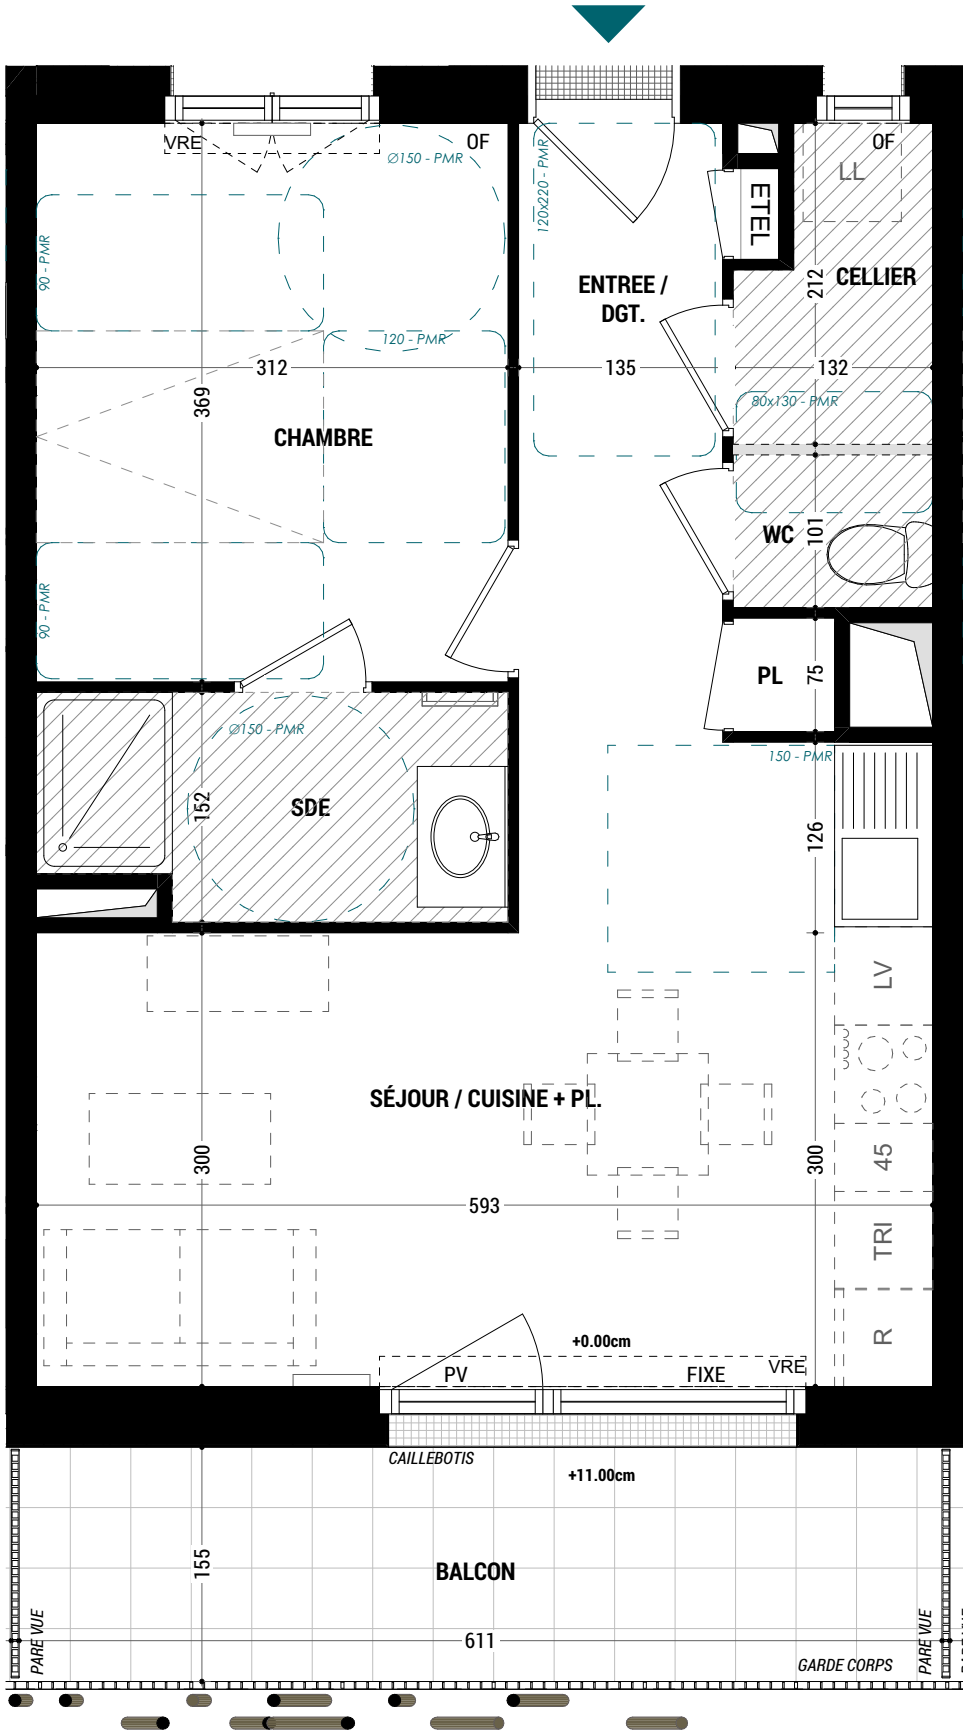 VRE
OF
Ø150 - PMR
120x220 - PMR
ETEL
LL
OF
90 - PMR
ENTREE /
DGT.
212
CELLIER
120 - PMR
312
135
132
369
80x130 - PMR
CHAMBRE
WC
101
90 - PMR
PL
75
Ø150 - PMR
150 - PMR
152
SDE
126
LV
SÉJOUR / CUISINE + PL.
300
300
45
593
TRI
R
+0.00cm
PV
FIXE
VRE
CAILLEBOTIS
+11.00cm
155
BALCON
PARE VUE
611
PARE VUE
GARDE CORPS